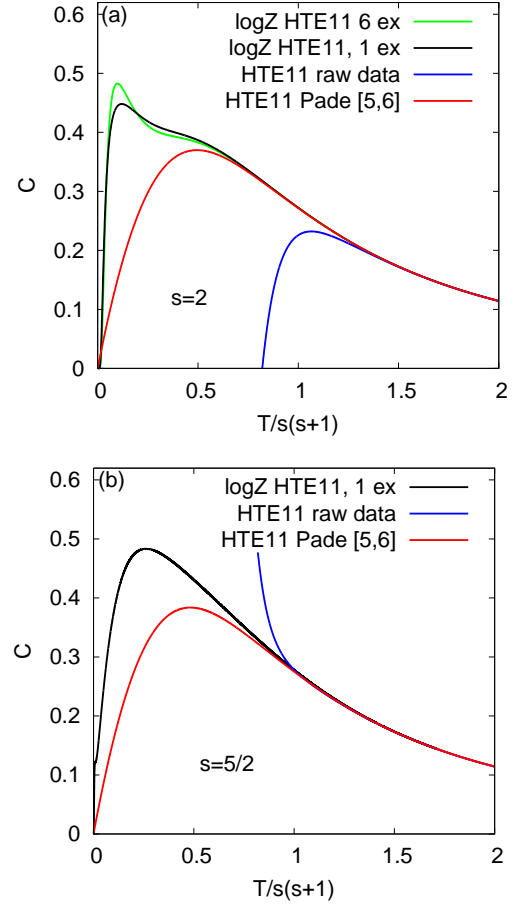 (a)
logZ HTE11 6 ex
logZ HTE11, 1 ex
HTE11 raw data
HTE11 Pade [5,6]
0.6
0.5
0.4
0.3
0.2
0.1
0
C
s=2
0 0.5 1 1.5 2
T/s(s+1)
(b)
logZ HTE11, 1 ex
HTE11 raw data
HTE11 Pade [5,6]
0.6
0.5
0.4
0.3
0.2
0.1
0
C
s=5/2
0 0.5 1 1.5 2
T/s(s+1)